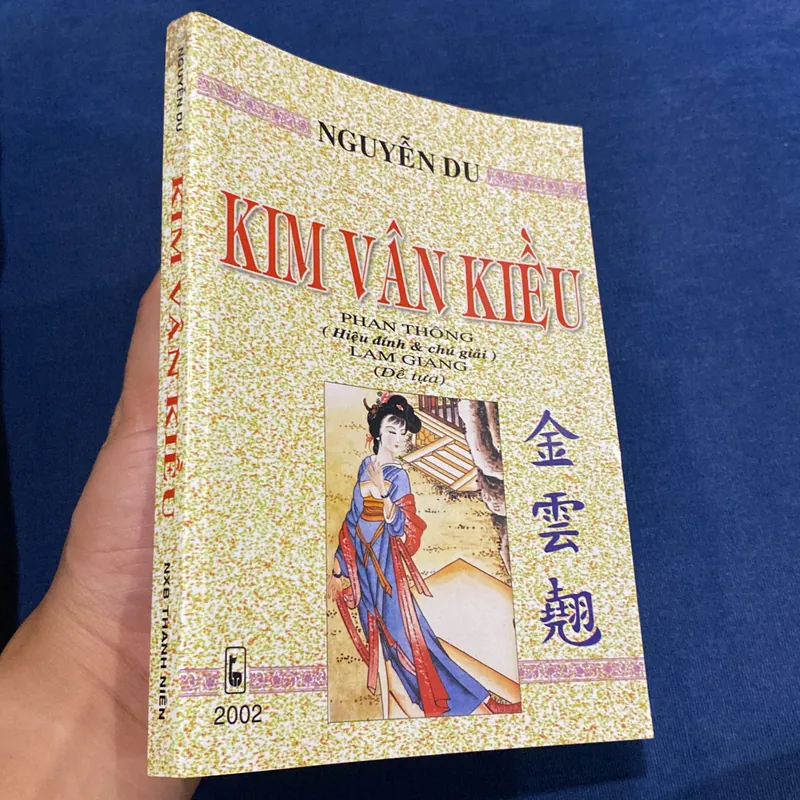 NGUYỄN DU
KIM VÂN KIỀU
NXB THANH NIÊN
NGUYỄN DU
KIM VÂN KIỀU
PHAN THÔNG
( Hiệu đính & chú giải )
LAM GIANG
(Đề tựa)
金
雲
翹
2002